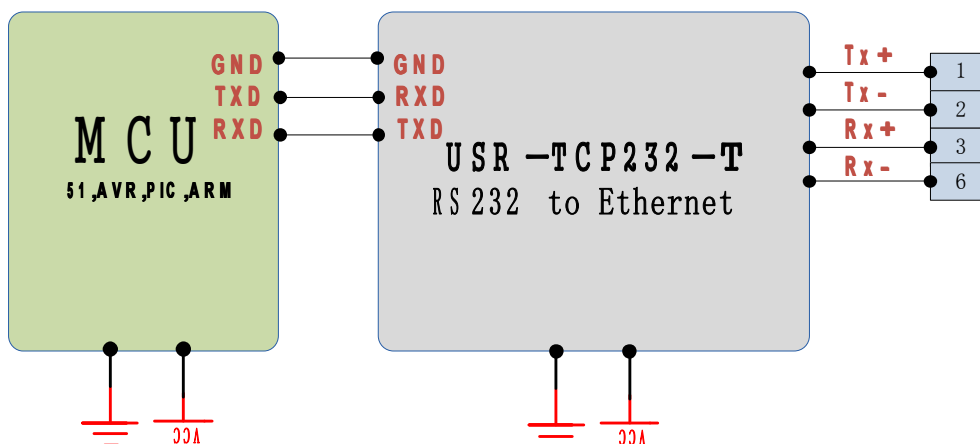 GND
TXD
RXD
MCU
51,AVR,PIC,ARM
GND
RXD
TXD
USR-TCP232-T
RS232 to Ethernet
Tx+
Tx-
Rx+
Rx-
1
2
3
6
VCC
VCC